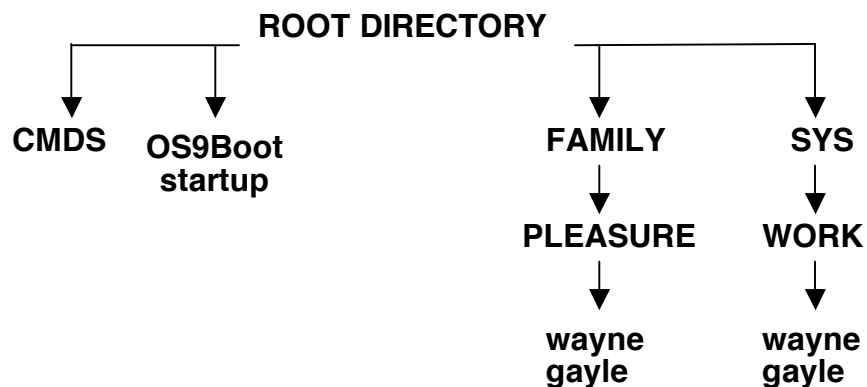 ROOT DIRECTORY
CMDS
OS9Boot
startup
FAMILY
SYS
PLEASURE
WORK
wayne
gayle
wayne
gayle